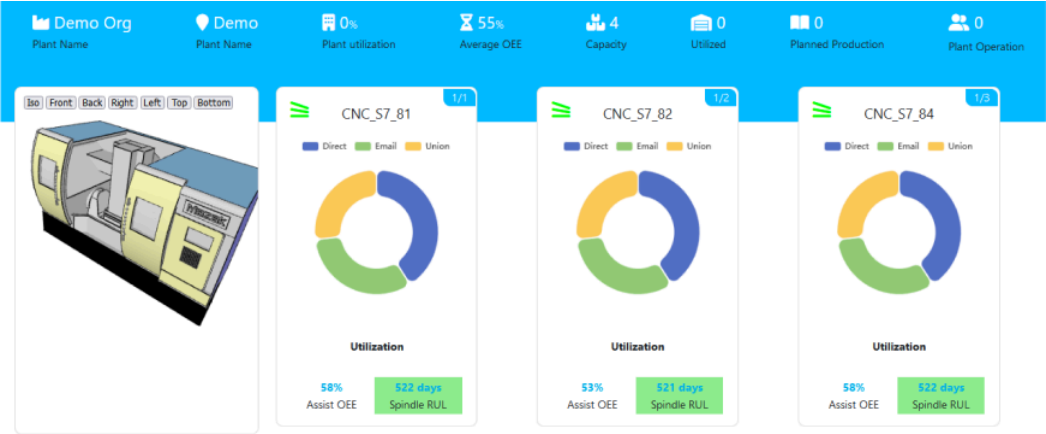 Demo Org
Plant Name
Demo
Plant Name
0%
Plant utilization
55%
Average OEE
4
Capacity
0
Utilized
0
Planned Production
0
Plant Operation
Iso Front Back Right Left Top Bottom
Mazak
1/1
CNC_S7_81
Direct Email Union
Utilization
58%
Assist OEE
522 days
Spindle RUL
1/2
CNC_S7_82
Direct Email Union
Utilization
53%
Assist OEE
521 days
Spindle RUL
1/3
CNC_S7_84
Direct Email Union
Utilization
58%
Assist OEE
522 days
Spindle RUL